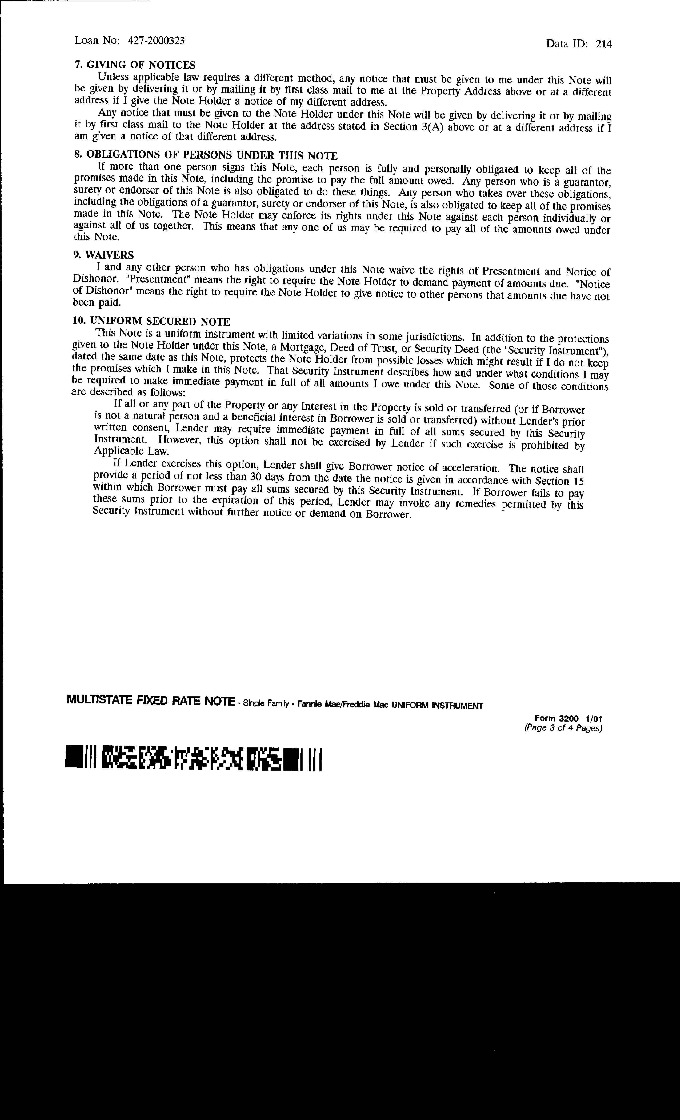 Loan No: 427-2000323
Data ID: 214
7. GIVING OF NOTICES
Unless applicable law requires a different method, any notice that must be given to me under this Note will
be given by delivering it or by mailing it by first class mail to me at the Property Address above or at a different
address if I give the Note Holder a notice of my different address.
Any notice that must be given to the Note Holder under this Note will be given by delivering it or by mailing
it by first class mail to the Note Holder at the address stated in Section 3(A) above or at a different address if I
am given a notice of that different address.
8. OBLIGATIONS OF PERSONS UNDER THIS NOTE
If more than one person signs this Note, each person is fully and personally obligated to keep all of the
promises made in this Note, including the promise to pay the full amount owed. Any person who is a guarantor,
surety or endorser of this Note is also obligated to do these things. Any person who takes over these obligations,
including the obligations of a guarantor, surety or endorser of this Note, is also obligated to keep all of the promises
made in this Note. The Note Holder may enforce its rights under this Note against each person individually or
against all of us together. This means that any one of us may be required to pay all of the amounts owed under
this Note.
9. WAIVERS
I and any other person who has obligations under this Note waive the rights of Presentment and Notice of
Dishonor. "Presentment" means the right to require the Note Holder to demand payment of amounts due. "Notice
of Dishonor" means the right to require the Note Holder to give notice to other persons that amounts due have not
been paid.
10. UNIFORM SECURED NOTE
This Note is a uniform instrument with limited variations in some jurisdictions. In addition to the protections
given to the Note Holder under this Note, a Mortgage, Deed of Trust, or Security Deed (the "Security Instrument"),
dated the same date as this Note, protects the Note Holder from possible losses which might result if I do not keep
the promises which I make in this Note. That Security Instrument describes how and under what conditions I may
be required to make immediate payment in full of all amounts I owe under this Note. Some of those conditions
are described as follows:
If all or any part of the Property or any Interest in the Property is sold or transferred (or if Borrower
is not a natural person and a beneficial interest in Borrower is sold or transferred) without Lender's prior
written consent, Lender may require immediate payment in full of all sums secured by this Security
Instrument. However, this option shall not be exercised by Lender if such exercise is prohibited by
Applicable Law.
If Lender exercises this option, Lender shall give Borrower notice of acceleration. The notice shall
provide a period of not less than 30 days from the date the notice is given in accordance with Section 15
within which Borrower must pay all sums secured by this Security Instrument. If Borrower fails to pay
these sums prior to the expiration of this period, Lender may invoke any remedies permitted by this
Security Instrument without further notice or demand on Borrower.
MULTISTATE FIXED RATE NOTE - Single Family - Fannie Mae/Freddie Mac UNIFORM INSTRUMENT
Form 3200 1/01
(Page 3 of 4 Pages)